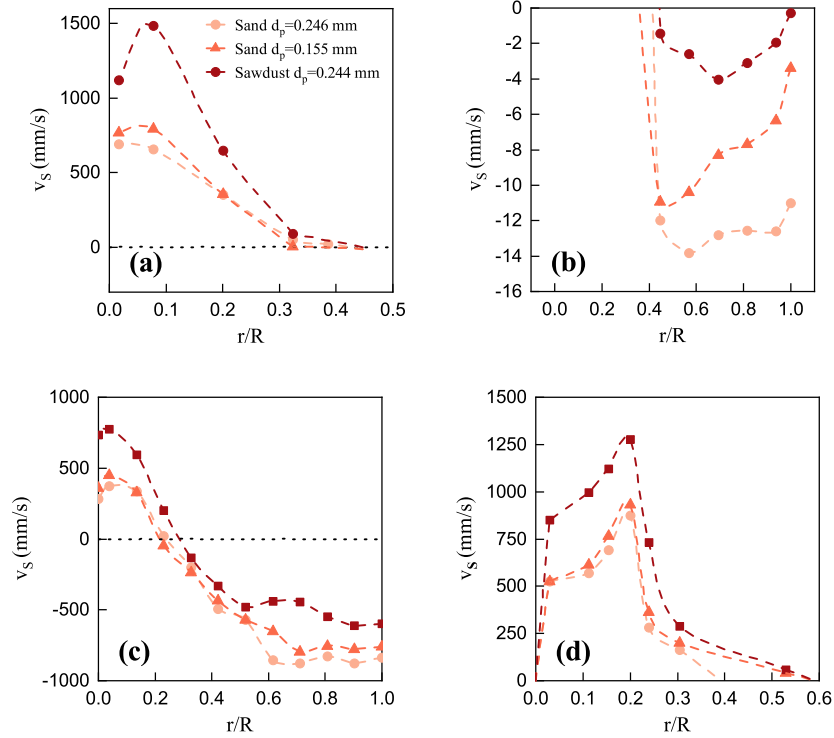 1500
1000
500
0
v_S (mm/s)
Sand d_p=0.246 mm
Sand d_p=0.155 mm
Sawdust d_p=0.244 mm
(a)
0.0 0.1 0.2 0.3 0.4 0.5
r/R
0
-2
-4
-6
-8
-10
-12
-14
-16
v_S (mm/s)
(b)
0.0 0.2 0.4 0.6 0.8 1.0
r/R
1000
500
0
-500
-1000
v_S (mm/s)
(c)
0.0 0.2 0.4 0.6 0.8 1.0
r/R
1500
1250
1000
750
500
250
0
v_S (mm/s)
(d)
0.0 0.1 0.2 0.3 0.4 0.5 0.6
r/R